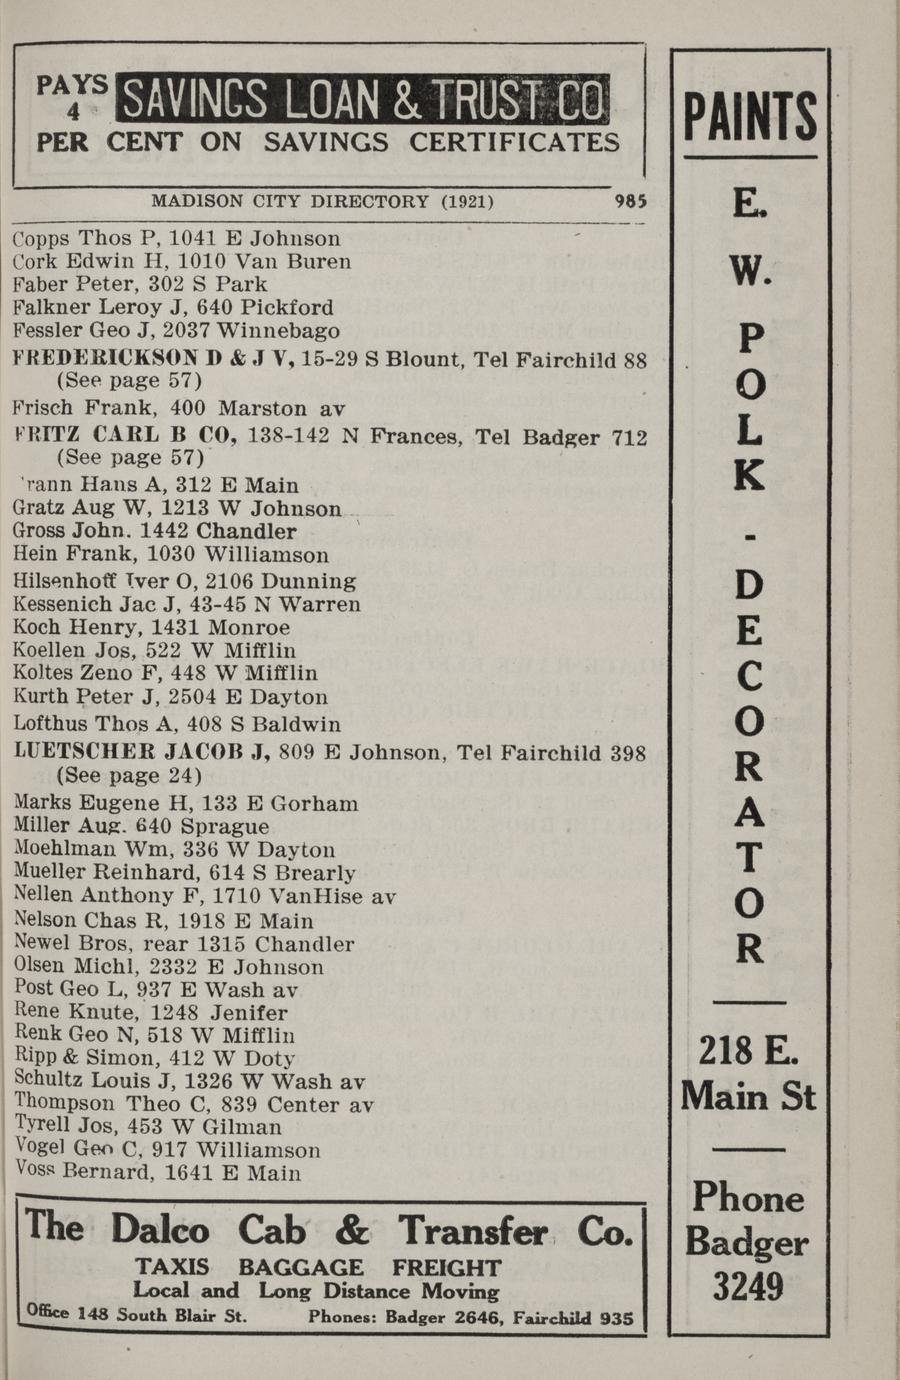 PAYS 4 SAVINGS LOAN & TRUST CO.
PER CENT ON SAVINGS CERTIFICATES
MADISON CITY DIRECTORY (1921) 985
Copps Thos P, 1041 E Johnson
Cork Edwin H, 1010 Van Buren
Faber Peter, 302 S Park
Falkner Leroy J, 640 Pickford
Fessler Geo J, 2037 Winnebago
FREDERICKSON D & J V, 15-29 S Blount, Tel Fairchild 88
(See page 57)
Frisch Frank, 400 Marston av
FRITZ CARL B CO, 138-142 N Frances, Tel Badger 712
(See page 57)
Hans A, 312 E Main
Gratz Aug W, 1213 W Johnson
Gross John. 1442 Chandler
Hein Frank, 1030 Williamson
Hilsenhoff Iver O, 2106 Dunning
Kessenich Jac J, 43-45 N Warren
Koch Henry, 1431 Monroe
Koellen Jos, 522 W Mifflin
Koltes Zeno F, 448 W Mifflin
Kurth Peter J, 2504 E Dayton
Lofthus Thos A, 408 S Baldwin
LUETSCHER JACOB J, 809 E Johnson, Tel Fairchild 398
(See page 24)
Marks Eugene H, 133 E Gorham
Miller Aug. 640 Sprague
Moehlman Wm, 336 W Dayton
Mueller Reinhard, 614 S Brearly
Nellen Anthony F, 1710 VanHise av
Nelson Chas R, 1918 E Main
Newel Bros, rear 1315 Chandler
Olsen Michl, 2332 E Johnson
Post Geo L, 937 E Wash av
Rene Knute, 1248 Jenifer
Renk Geo N, 518 W Mifflin
Ripp & Simon, 412 W Doty
Schultz Louis J, 1326 W Wash av
Thompson Theo C, 839 Center av
Tyrell Jos, 453 W Gilman
Vogel Geo C, 917 Williamson
Voss Bernard, 1641 E Main
The Dalco Cab & Transfer Co.
TAXIS BAGGAGE FREIGHT
Local and Long Distance Moving
Office 148 South Blair St. Phones: Badger 2646, Fairchild 935
PAINTS
E.
W.
P
O
L
K
-
D
E
C
O
R
A
T
O
R
218 E.
Main St
Phone
Badger
3249